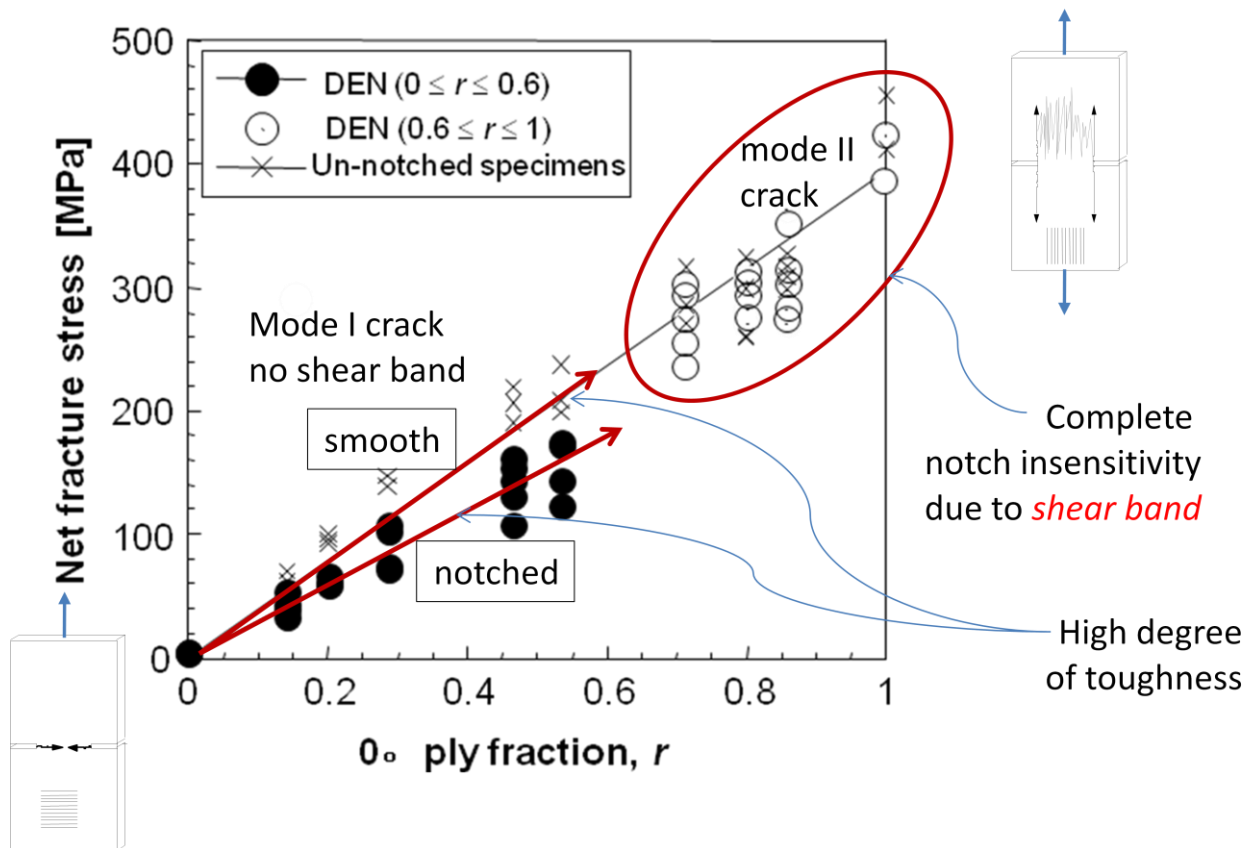 500
400
300
200
100
0
Net fracture stress [MPa]
DEN (0 ≤ r ≤ 0.6)
DEN (0.6 ≤ r ≤ 1)
Un-notched specimens
mode II
crack
Mode I crack
no shear band
smooth
notched
Complete
notch insensitivity
due to shear band
High degree
of toughness
0
0.2
0.4
0.6
0.8
1
0o ply fraction, r